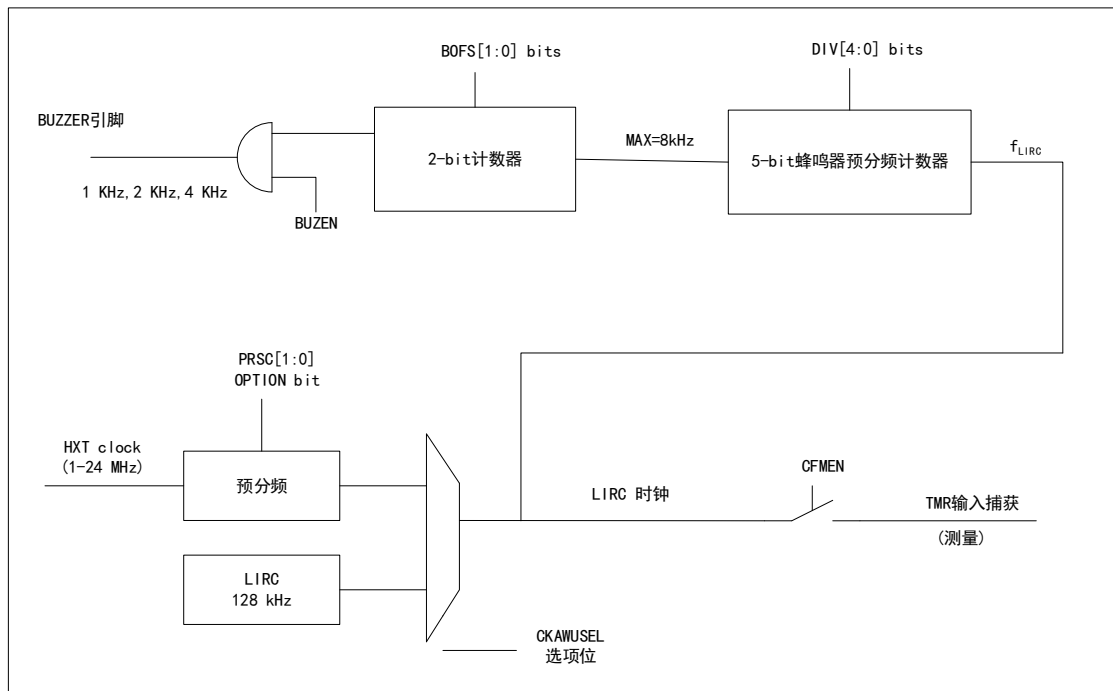 BOFS[1:0] bits
DIV[4:0] bits
BUZZER引脚
2-bit计数器
MAX=8kHz
5-bit蜂鸣器预分频计数器
fLIRC
1 KHz,2 KHz,4 KHz
BUZEN
PRSC[1:0]
OPTION bit
HXT clock
(1-24 MHz)
预分频
CFMEN
LIRC 时钟
TMR输入捕获
(测量)
LIRC
128 kHz
CKAWUSEL
选项位